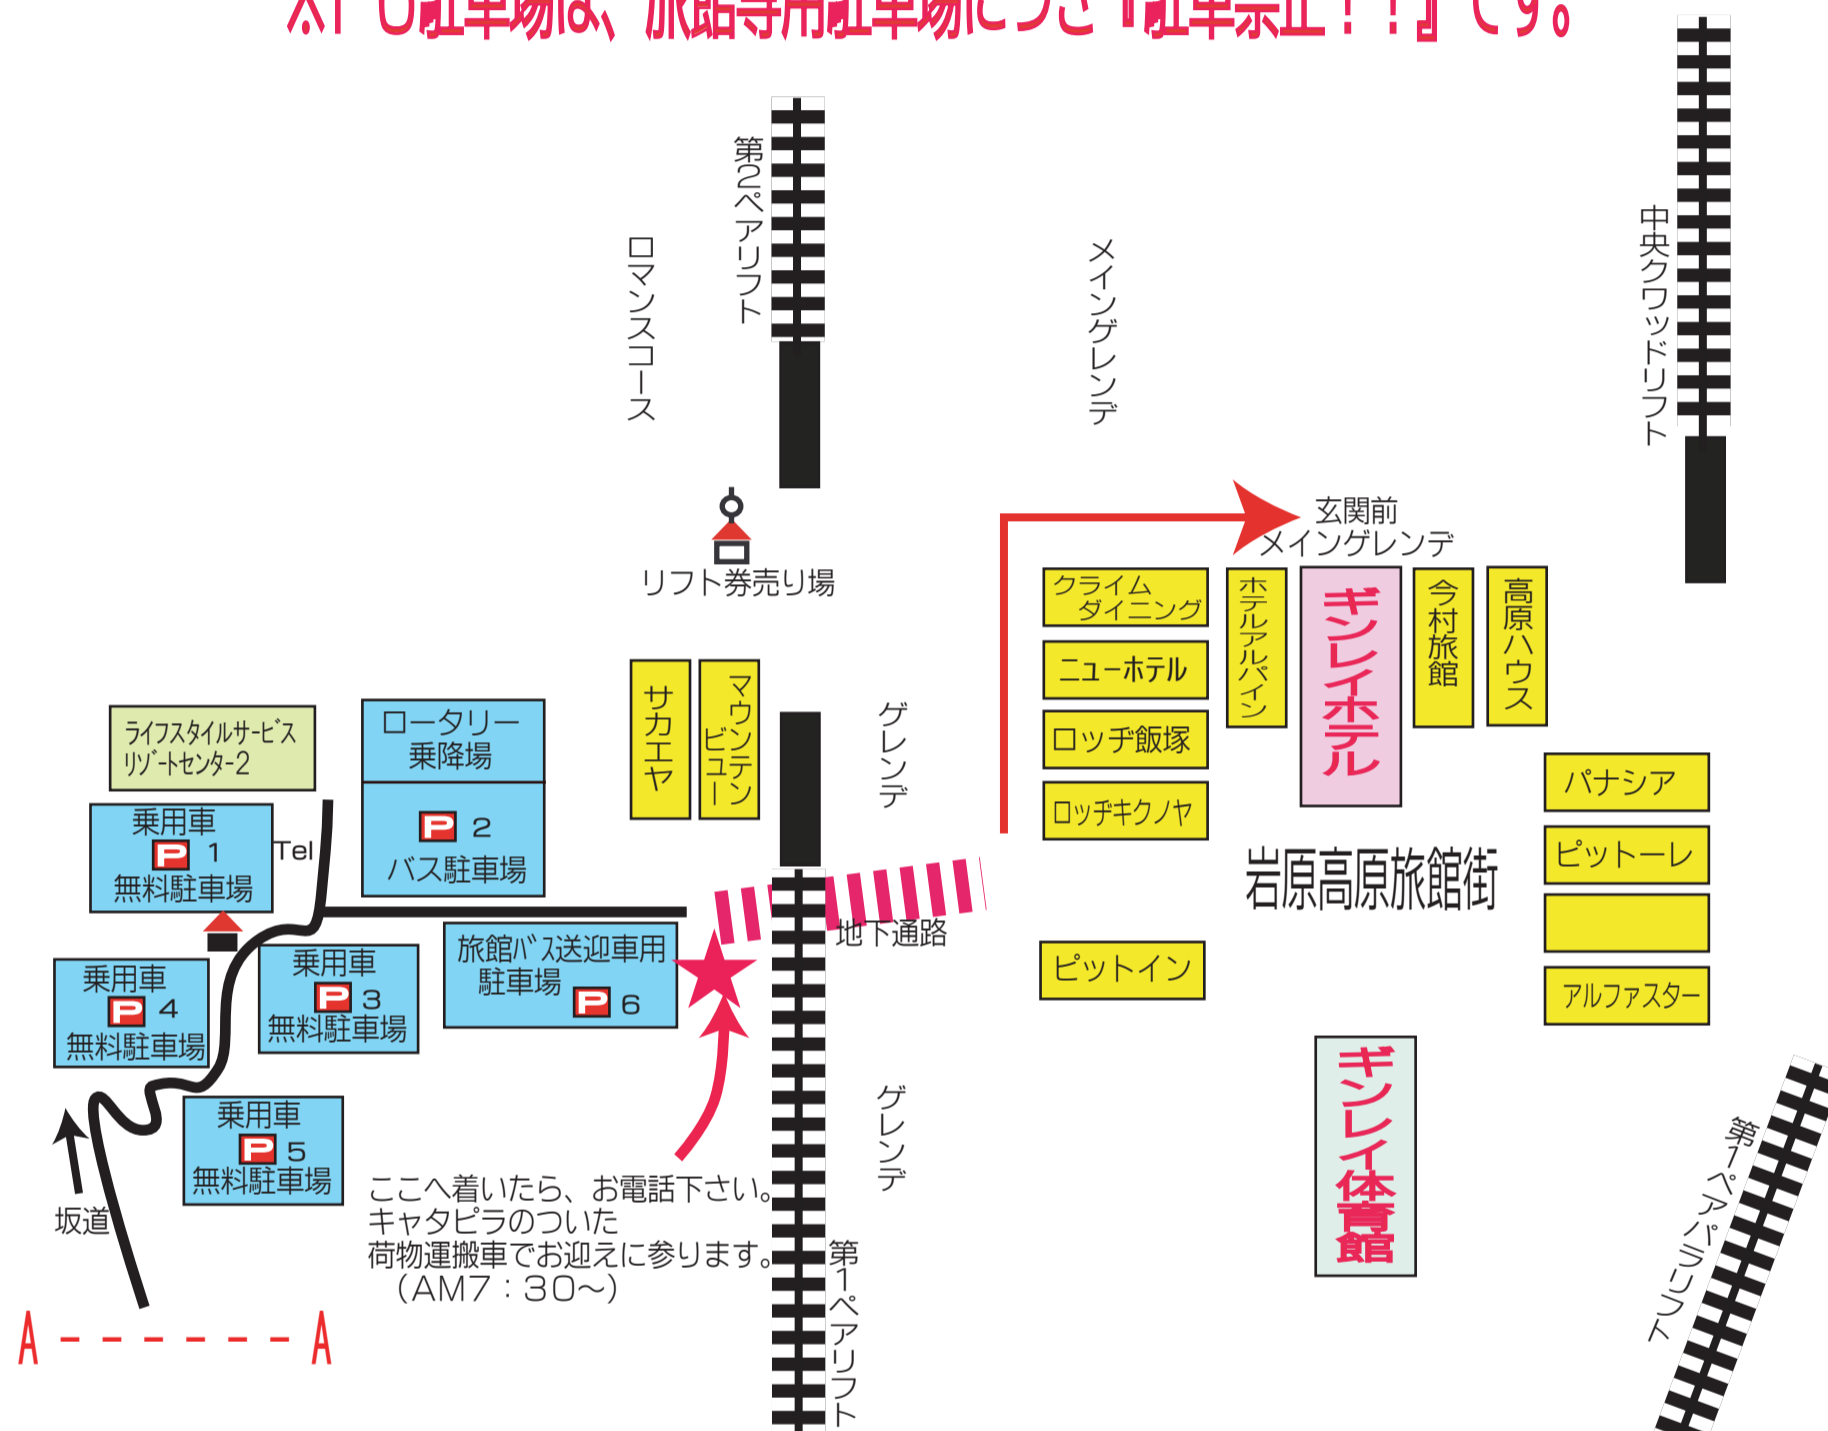 ※P6駐車場は、旅館専用駐車場につき『駐車禁止！！』です。
第2ペアリフト
ロマンスコース
メインゲレンデ
中央クワッドリフト
リフト券売り場
玄関前
メインゲレンデ
クライム
ダイニング
ニューホテル
ロッヂ飯塚
ロッヂキクノヤ
ホテルアルパイン
ギンレイホテル
今村旅館
高原ハウス
サカエヤ
マウンテン
ビュー
ゲレンデ
ライフスタイルサービス
リゾートセンター2
ロータリー
乗降場
P 2
バス駐車場
乗用車
P 1
無料駐車場
Tel
パナシア
ピットーレ
アルファスター
岩原高原旅館街
地下通路
旅館バス送迎車用
駐車場
P 6
乗用車
P 3
無料駐車場
乗用車
P 4
無料駐車場
乗用車
P 5
無料駐車場
坂道
ピットイン
ギンレイ体育館
ゲレンデ
ここへ着いたら、お電話下さい。
キャタピラのついた
荷物運搬車でお迎えに参ります。
（AM7：30〜）
第1ペアリフト
第1ペアパラリフト
A
A